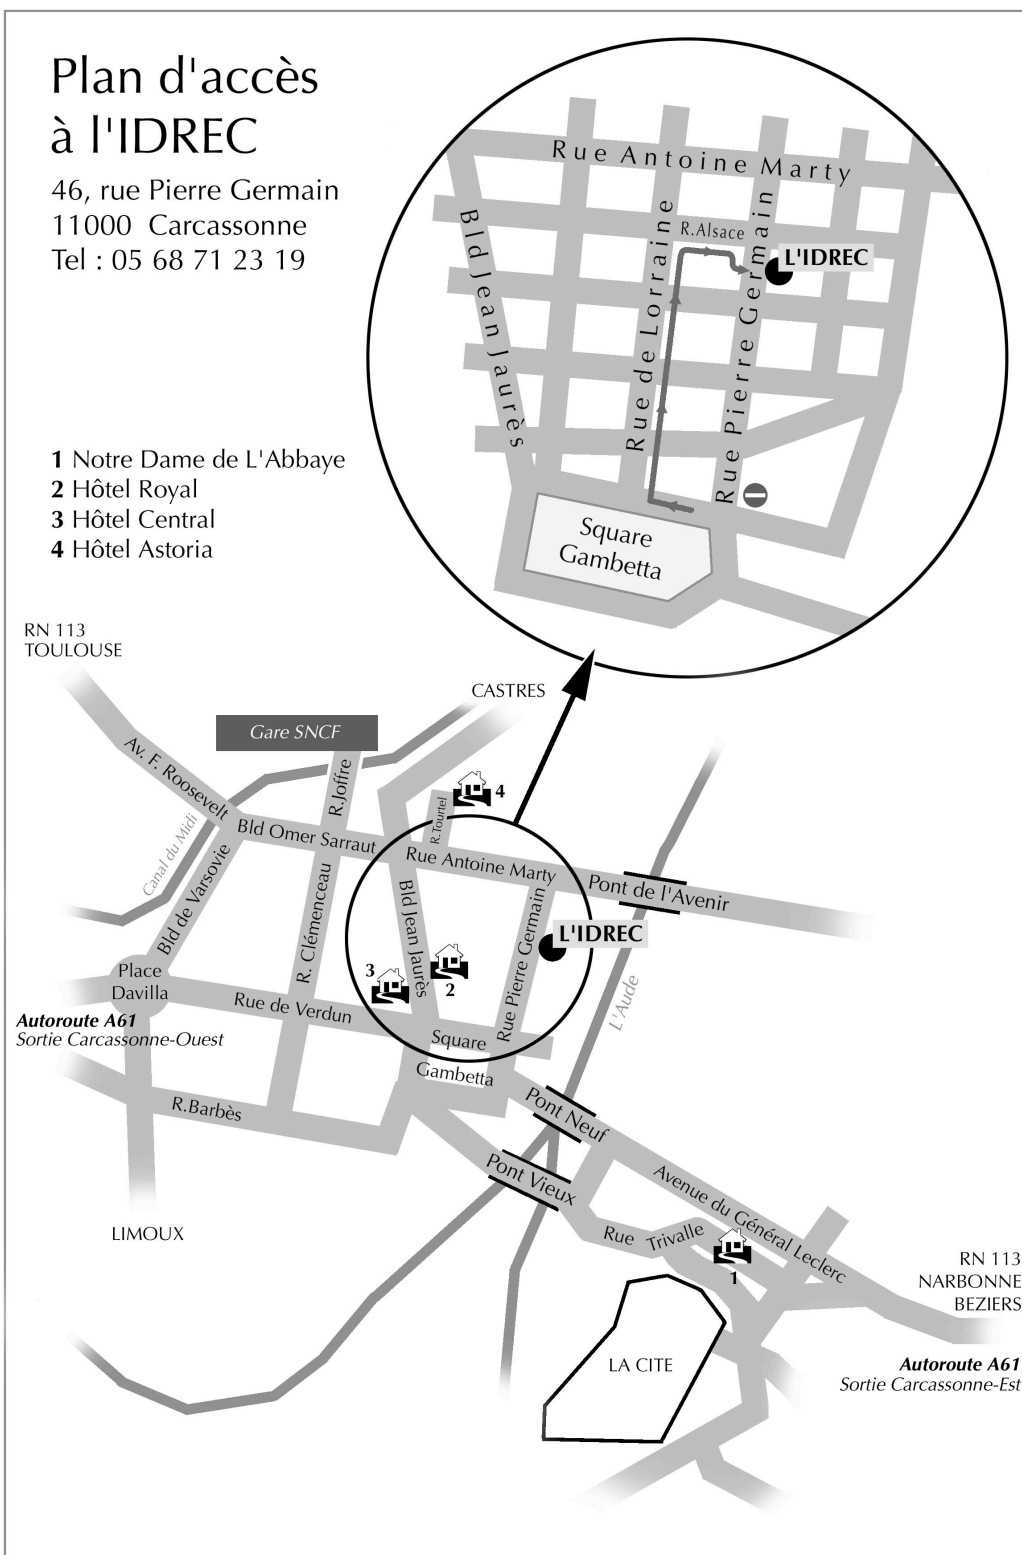 Plan d'accès
à l'IDREC
46, rue Pierre Germain
11000 Carcassonne
Tel : 05 68 71 23 19
1 Notre Dame de L'Abbaye
2 Hôtel Royal
3 Hôtel Central
4 Hôtel Astoria
Rue Antoine Marty
Bld Jean Jaurès
R.Alsace
L'IDREC
Rue de Lorraine
Rue Pierre Germain
Square
Gambetta
RN 113
TOULOUSE
CASTRES
Gare SNCF
Av. F. Roosevelt
R.Joffre
4
R.Tourtel
Canal du Midi
Bld Omer Sarraut
Rue Antoine Marty
Pont de l'Avenir
Bld de Varsovie
R. Clémenceau
Bld Jean Jaurès
Rue Pierre Germain
L'IDREC
3
2
Place
Davilla
Rue de Verdun
L'Aude
Autoroute A61
Sortie Carcassonne-Ouest
Square
Gambetta
R.Barbès
Pont Neuf
Pont Vieux
Avenue du Général Leclerc
LIMOUX
Rue Trivalle
1
RN 113
NARBONNE
BEZIERS
LA CITE
Autoroute A61
Sortie Carcassonne-Est